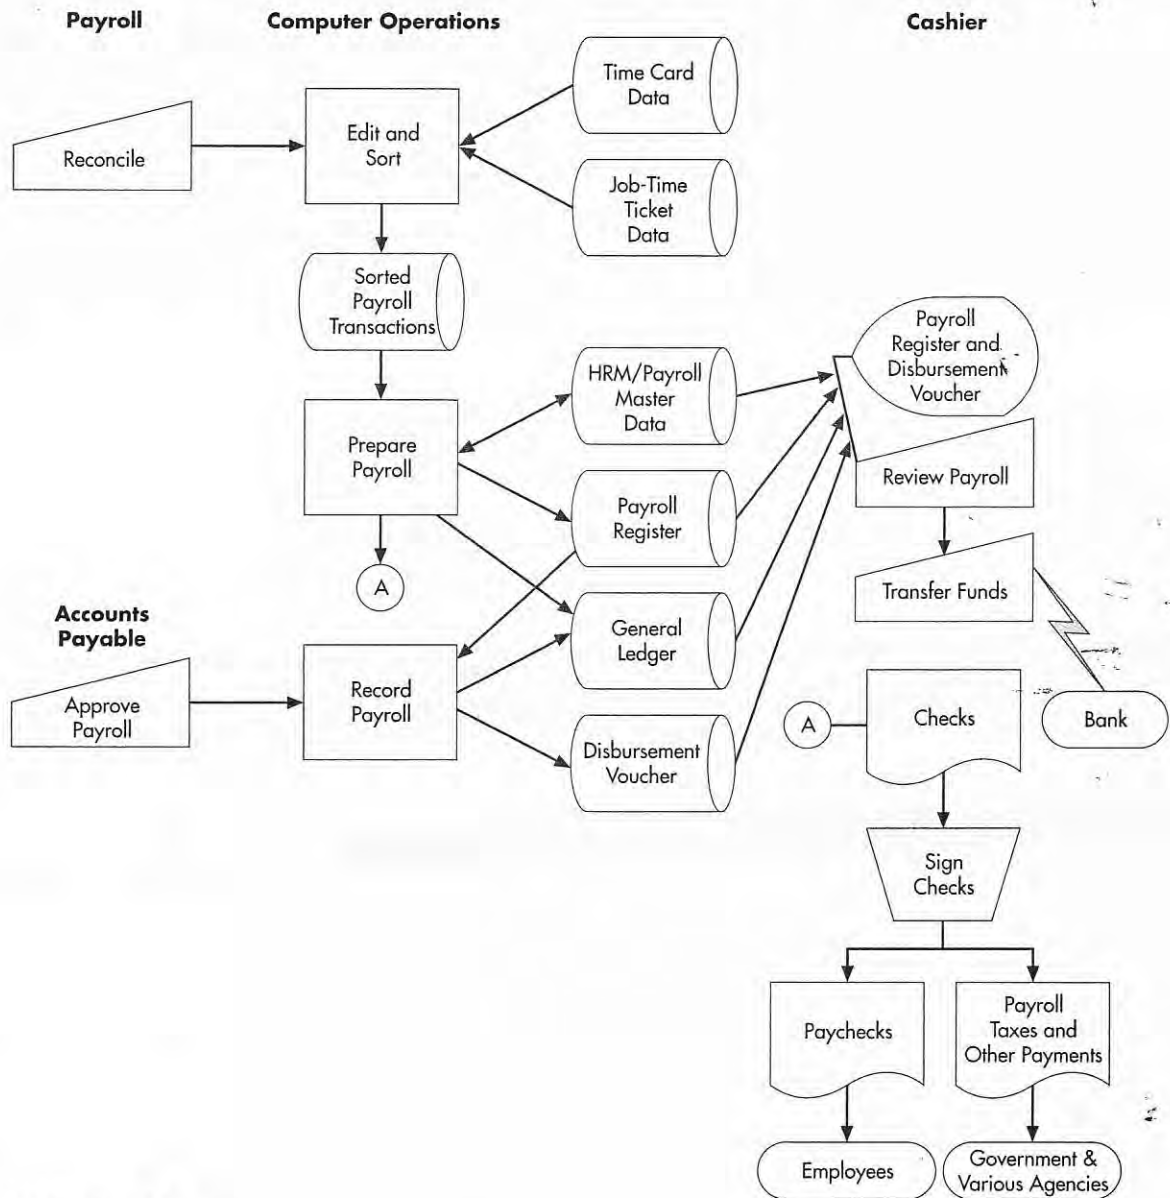 Payroll
Computer Operations
Cashier
Time Card
Data
Edit and
Sort
Reconcile
Job-Time
Ticket
Data
Sorted
Payroll
Transactions
Payroll
Register and
Disbursement
Voucher
HRM/Payroll
Master
Data
Prepare
Payroll
Review Payroll
Payroll
Register
A
Transfer Funds
Accounts
Payable
General
Ledger
Record
Payroll
Approve
Payroll
A
Checks
Bank
Disbursement
Voucher
Sign
Checks
Paychecks
Payroll
Taxes and
Other Payments
Employees
Government &
Various Agencies